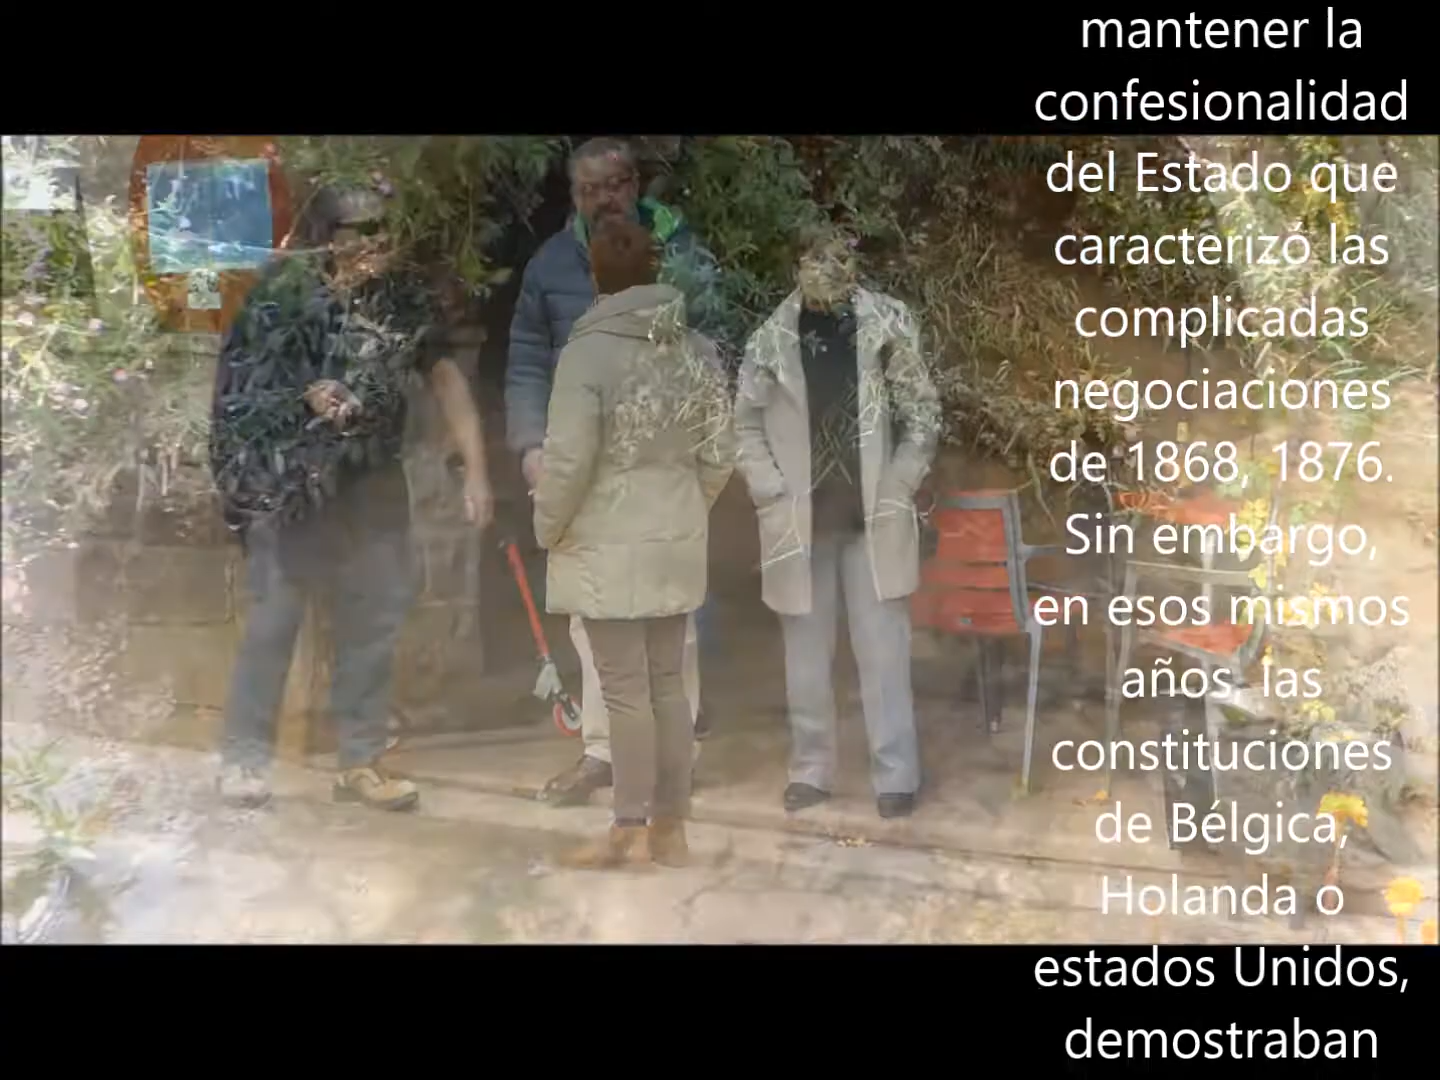 mantener la
confesionalidad
del Estado que
caracterizó las
complicadas
negociaciones
de 1868, 1876.
Sin embargo,
en esos mismos
años, las
constituciones
de Bélgica,
Holanda o
estados Unidos,
demostraban